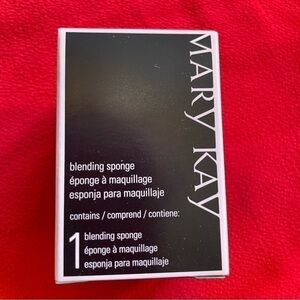 MARY KAY
blending sponge
éponge à maquillage
esponja para maquillaje
contains / comprend / contiene:
1 blending sponge
éponge à maquillage
esponja para maquillaje